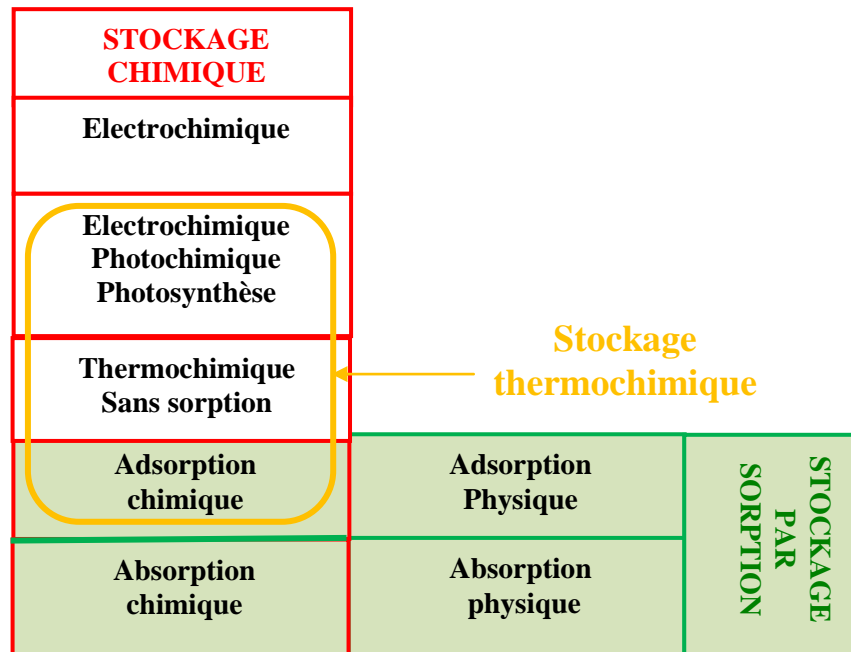 STOCKAGE
CHIMIQUE
Electrochimique
Electrochimique
Photochimique
Photosynthèse
Thermochimique
Sans sorption
Stockage
thermochimique
Adsorption
chimique
Adsorption
Physique
Absorption
chimique
Absorption
physique
STOCKAGE
PAR
SORPTION